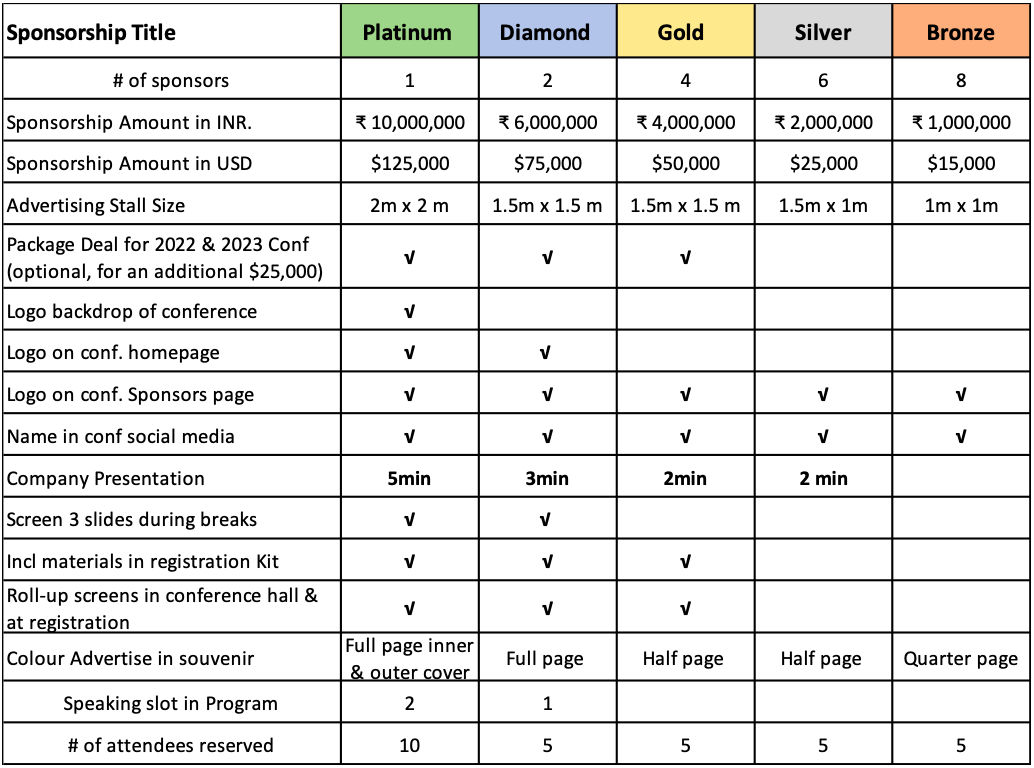 Sponsorship Title Platinum Diamond Gold Silver Bronze
# of sponsors 1 2 4 6 8
Sponsorship Amount in INR. ₹ 10,000,000 ₹ 6,000,000 ₹ 4,000,000 ₹ 2,000,000 ₹ 1,000,000
Sponsorship Amount in USD $125,000 $75,000 $50,000 $25,000 $15,000
Advertising Stall Size 2m x 2 m 1.5m x 1.5 m 1.5m x 1.5 m 1.5m x 1m 1m x 1m
Package Deal for 2022 & 2023 Conf
(optional, for an additional $25,000) √ √ √
Logo backdrop of conference √
Logo on conf. homepage √ √
Logo on conf. Sponsors page √ √ √ √ √
Name in conf social media √ √ √ √ √
Company Presentation 5min 3min 2min 2 min
Screen 3 slides during breaks √ √
Incl materials in registration Kit √ √ √
Roll-up screens in conference hall &
at registration √ √ √
Colour Advertise in souvenir Full page inner
& outer cover Full page Half page Half page Quarter page
Speaking slot in Program 2 1
# of attendees reserved 10 5 5 5 5